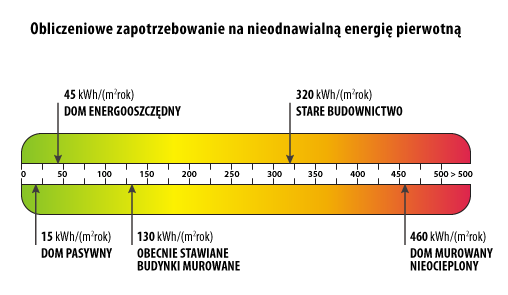 Obliczeniowe zapotrzebowanie na nieodnawialną energię pierwotną
45 kWh/(m²rok)
DOM ENERGOOSZCZĘDNY
320 kWh/(m²rok)
STARE BUDOWNICTWO
0 50 100 150 200 250 300 350 400 450 500 > 500
15 kWh/(m²rok)
DOM PASYWNY
130 kWh/(m²rok)
OBECNIE STAWIANE
BUDYNKI MUROWANE
460 kWh/(m²rok)
DOM MUROWANY
NIEOCIEPLONY